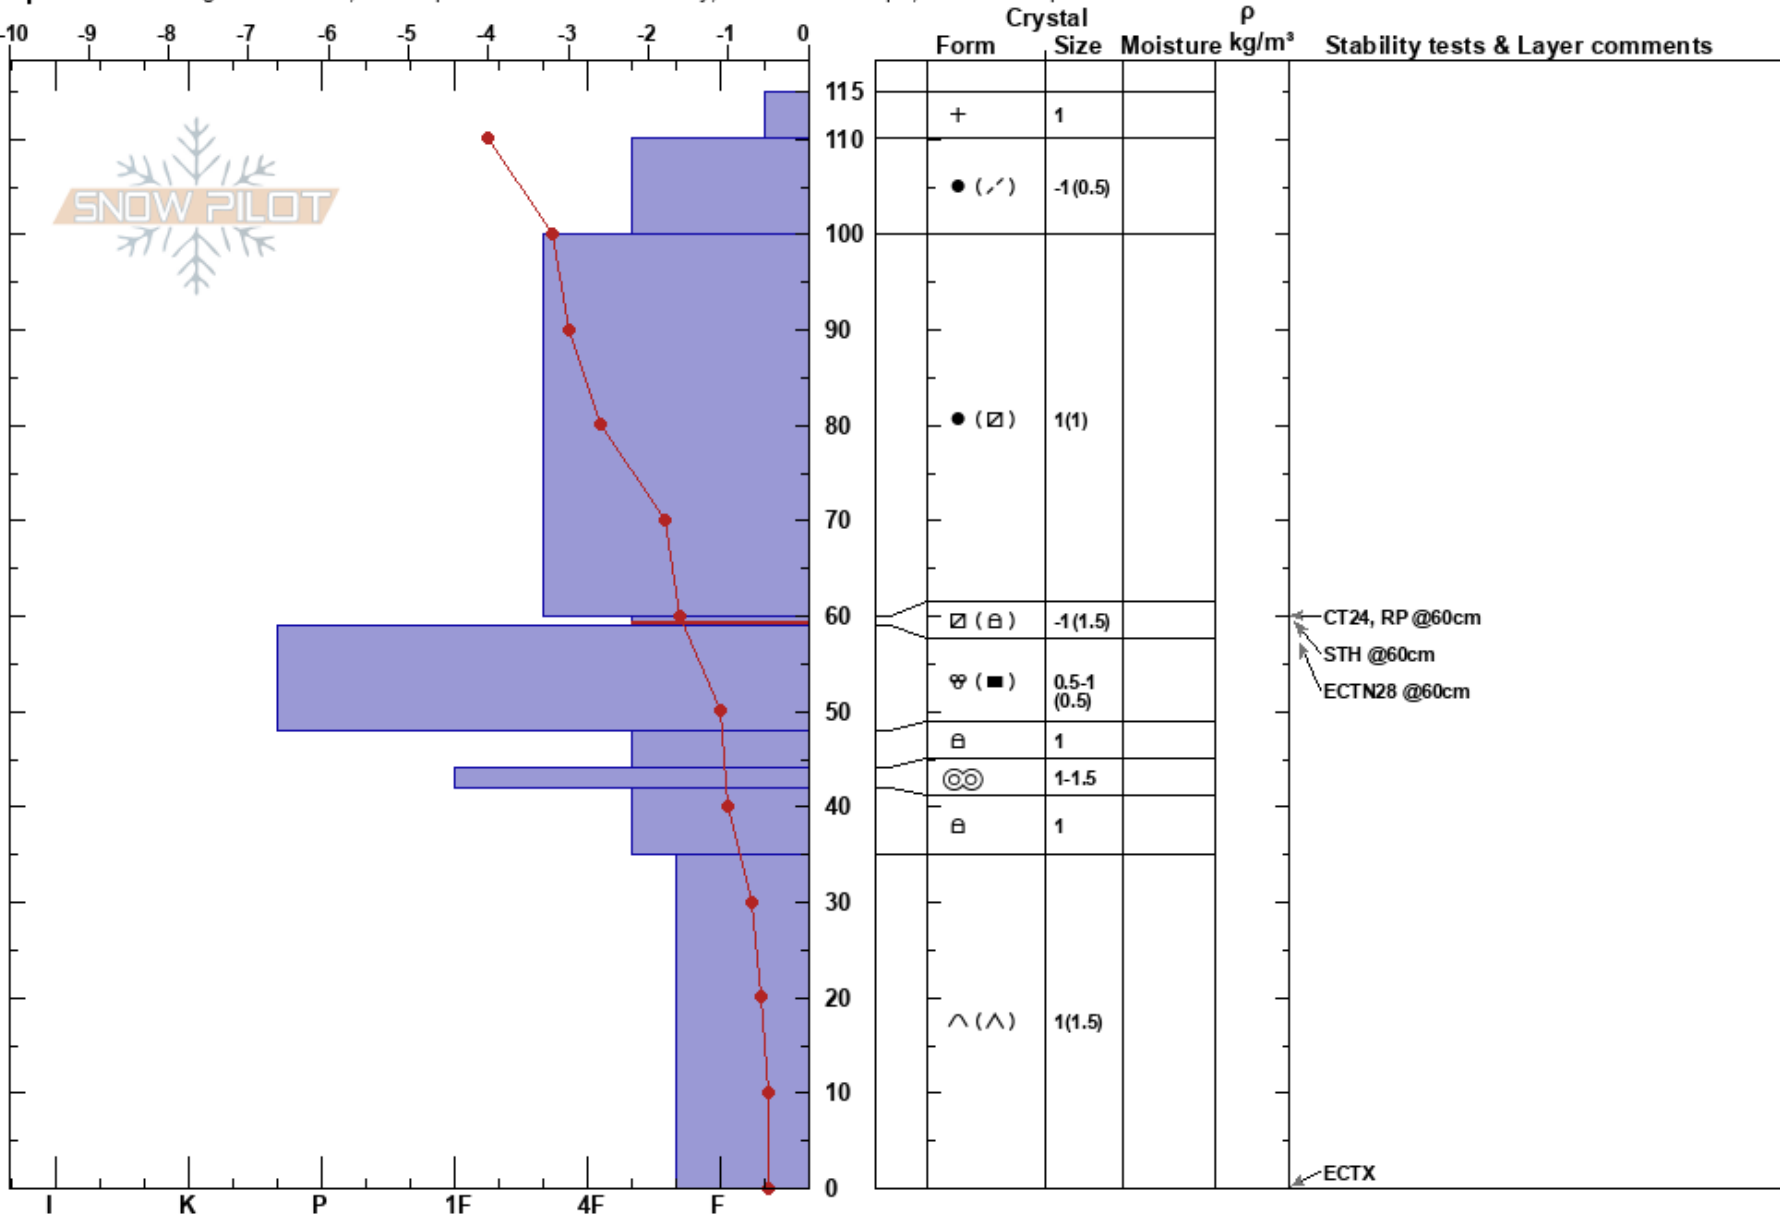 Crystal ρ
-10 -9 -8 -7 -6 -5 -4 -3 -2 -1 0 Form Size Moisture kg/m³ Stability tests & Layer comments
115
+ 1
110
SNOW PILOT
-1(0.5)
100
90
1(1)
80
70
60
-1(1.5) CT24, RP @60cm
STH @60cm
0.5-1
(0.5) ECTN28 @60cm
50
1
1-1.5
40
1
30
20
1(1.5)
10
ECTX
0
I K P 1F 4F F